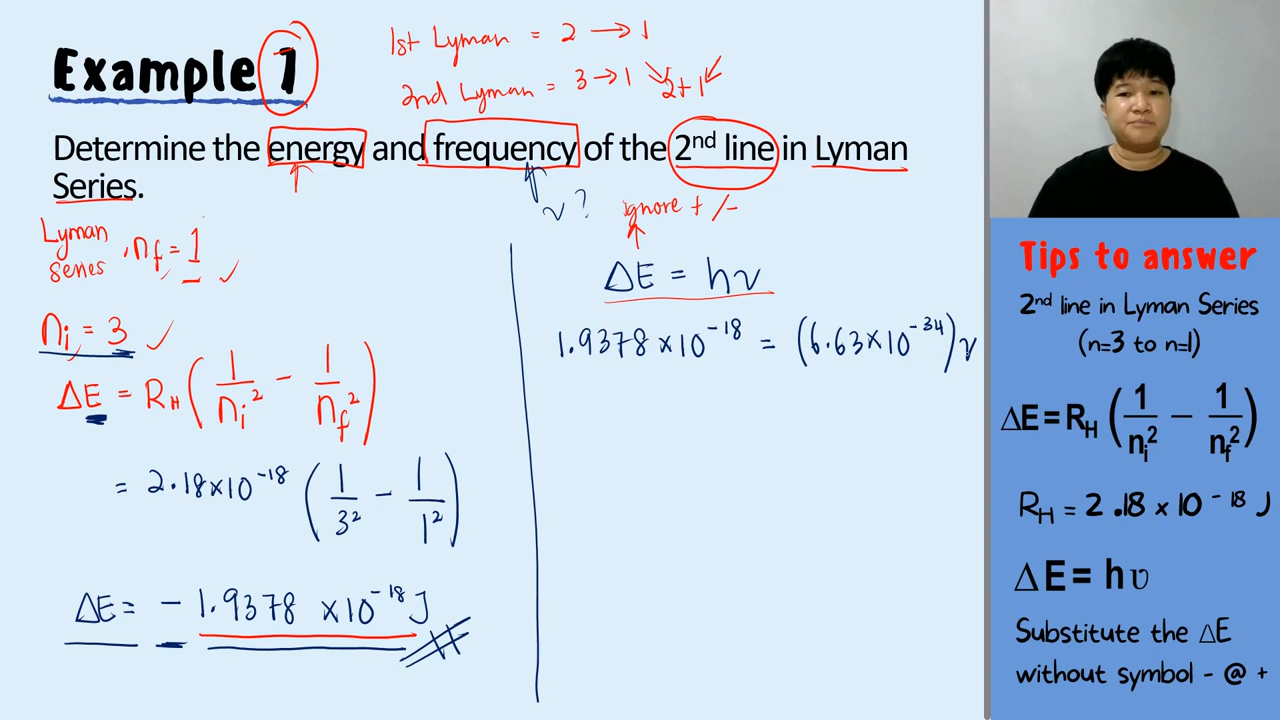 Example 7
1st Lyman = 2 → 1
2nd Lyman = 3 → 1 2+1
Determine the energy and frequency of the 2nd line in Lyman
Series.
ν ? ignore + / -
Lyman
series , nf = 1 ✓
ni = 3 ✓
ΔE = RH ( 1/ni² - 1/nf² )
= 2.18 × 10⁻¹⁸ ( 1/3² - 1/1² )
ΔE = - 1.9378 × 10⁻¹⁸ J
ΔE = hν
1.9378 × 10⁻¹⁸ = (6.63 × 10⁻³⁴) ν
Tips to answer
2nd line in Lyman Series
(n=3 to n=1)
ΔE = RH ( 1/ni² - 1/nf² )
RH = 2.18 × 10⁻¹⁸ J
ΔE = hυ
Substitute the ΔE
without symbol - @ +